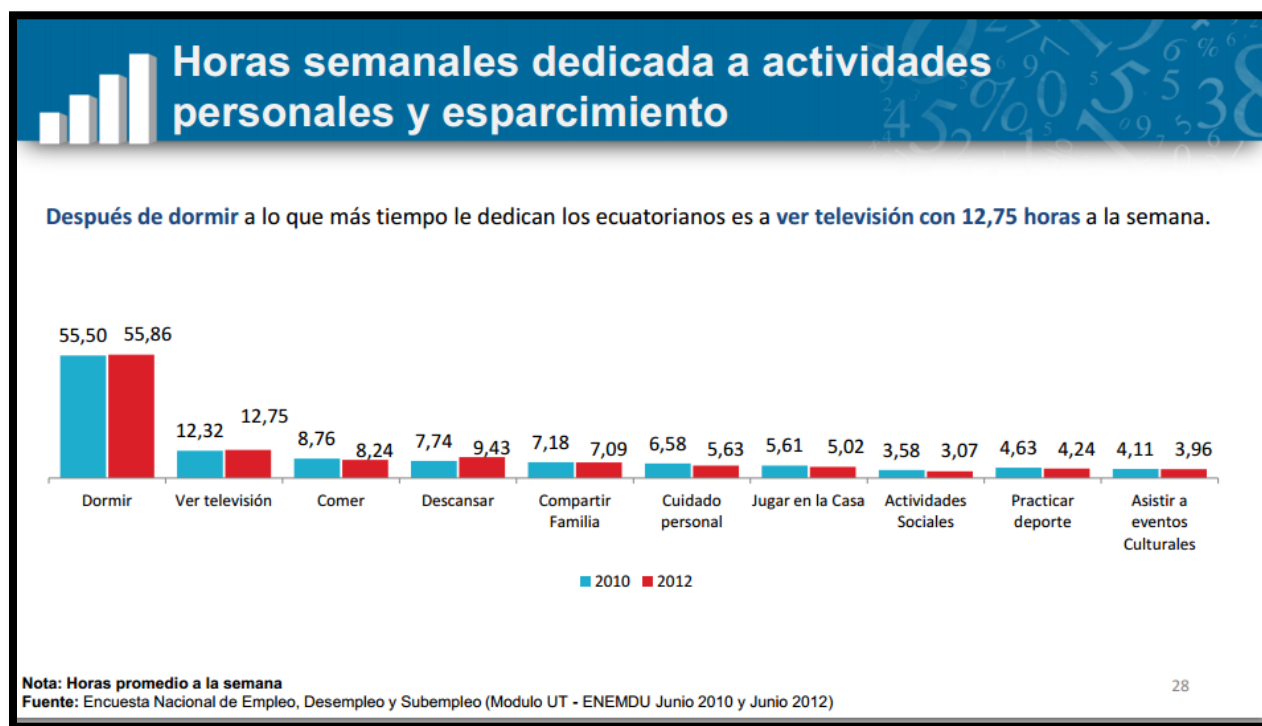 Horas semanales dedicada a actividades
personales y esparcimiento
Después de dormir a lo que más tiempo le dedican los ecuatorianos es a ver televisión con 12,75 horas a la semana.
55,50 55,86
12,32 12,75
8,76 8,24
7,74 9,43
7,18 7,09
6,58 5,63
5,61 5,02
3,58 3,07
4,63 4,24
4,11 3,96
Dormir
Ver televisión
Comer
Descansar
Compartir
Familia
Cuidado
personal
Jugar en la Casa
Actividades
Sociales
Practicar
deporte
Asistir a
eventos
Culturales
2010 2012
Nota: Horas promedio a la semana
Fuente: Encuesta Nacional de Empleo, Desempleo y Subempleo (Modulo UT - ENEMDU Junio 2010 y Junio 2012)
28